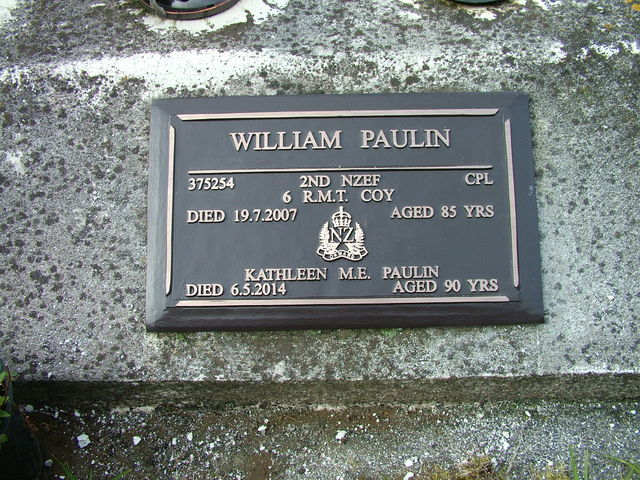 WILLIAM PAULIN
375254 2ND NZEF CPL
6 R.M.T. COY
DIED 19.7.2007 AGED 85 YRS
NZ
KATHLEEN M.E. PAULIN
DIED 6.5.2014 AGED 90 YRS